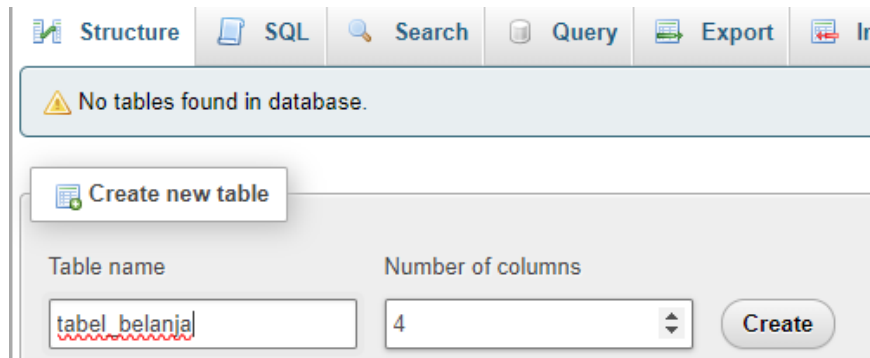 Structure SQL Search Query Export
No tables found in database.
Create new table
Table name Number of columns
tabel_belanja 4 Create